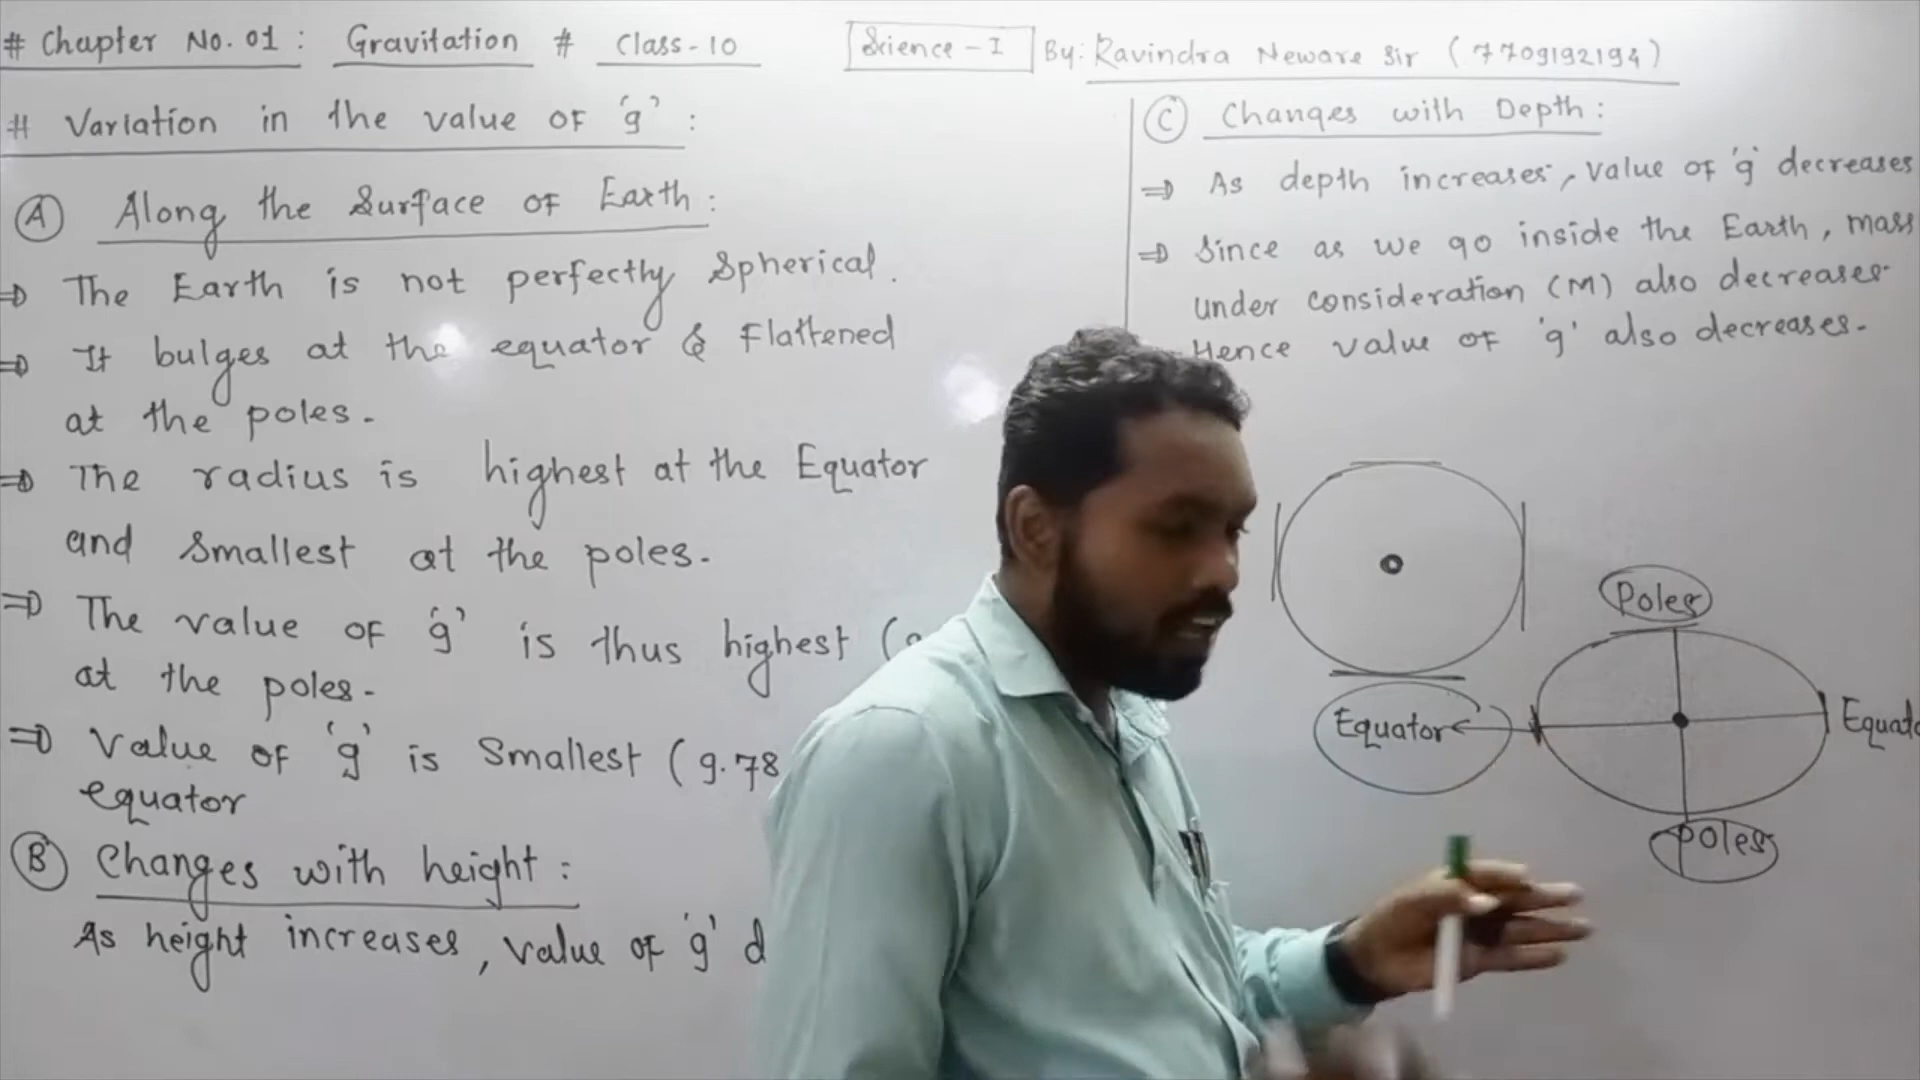 # Chapter No. 01 : Gravitation # Class - 10
Science - I By: Ravindra Neware Sir (7709192194)
# Variation in the value of 'g' :
A Along the Surface of Earth :
⇒ The Earth is not perfectly Spherical.
⇒ It bulges at the equator & Flattened
at the poles.
⇒ The radius is highest at the Equator
and Smallest at the poles.
⇒ The value of 'g' is thus highest (
at the poles.
⇒ Value of 'g' is Smallest (9.78
equator
B Changes with height :
As height increases, value of 'g' d
C Changes with Depth :
⇒ As depth increases, value of 'g' decreases
⇒ Since as we go inside the Earth, mass
under consideration (M) also decreases.
Hence value of 'g' also decreases.
Poles
Equator
Equato
Poles